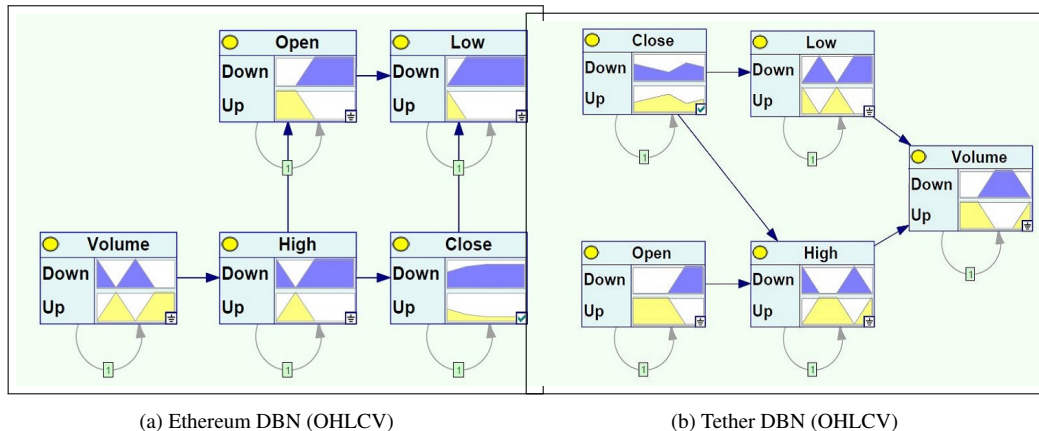 Open
Down
Up
1
Low
Down
Up
1
Volume
Down
Up
1
High
Down
Up
1
Close
Down
Up
1
(a) Ethereum DBN (OHLCV)
Close
Down
Up
1
Low
Down
Up
1
Volume
Down
Up
1
Open
Down
Up
1
High
Down
Up
1
(b) Tether DBN (OHLCV)